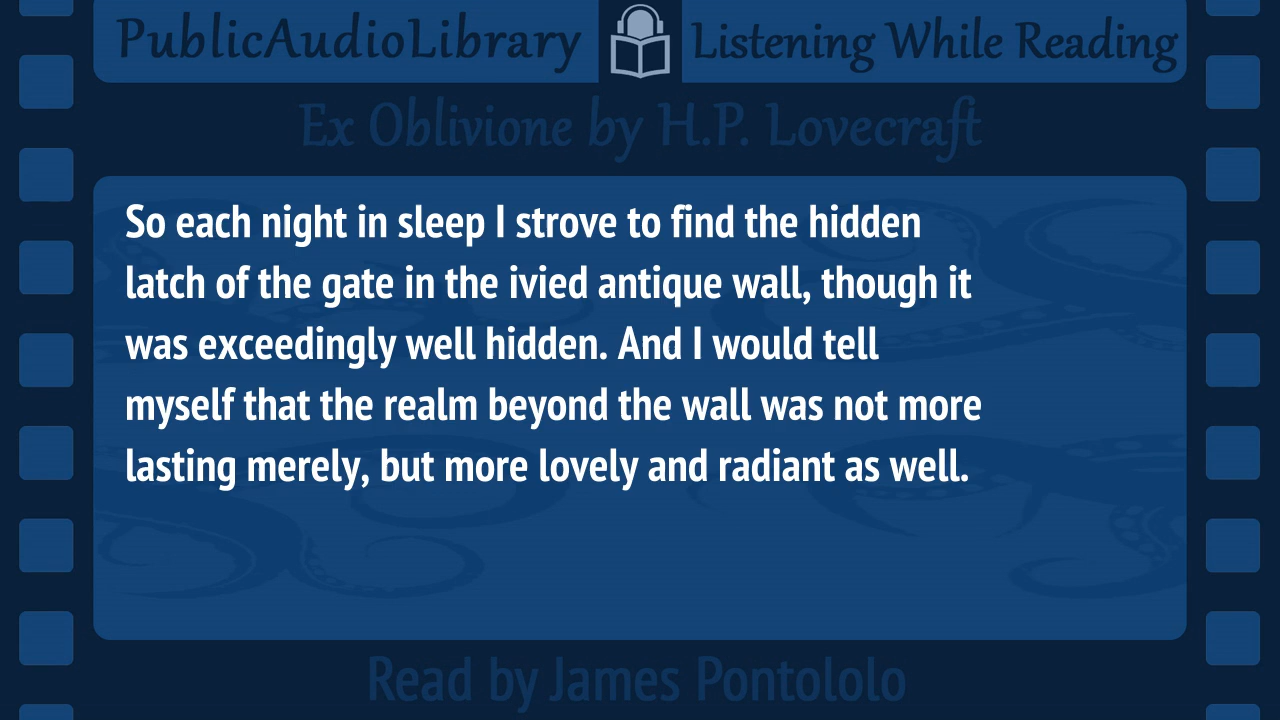 PublicAudioLibrary Listening While Reading
Ex Oblivione by H.P. Lovecraft
So each night in sleep I strove to find the hidden
latch of the gate in the ivied antique wall, though it
was exceedingly well hidden. And I would tell
myself that the realm beyond the wall was not more
lasting merely, but more lovely and radiant as well.
Read by James Pontololo